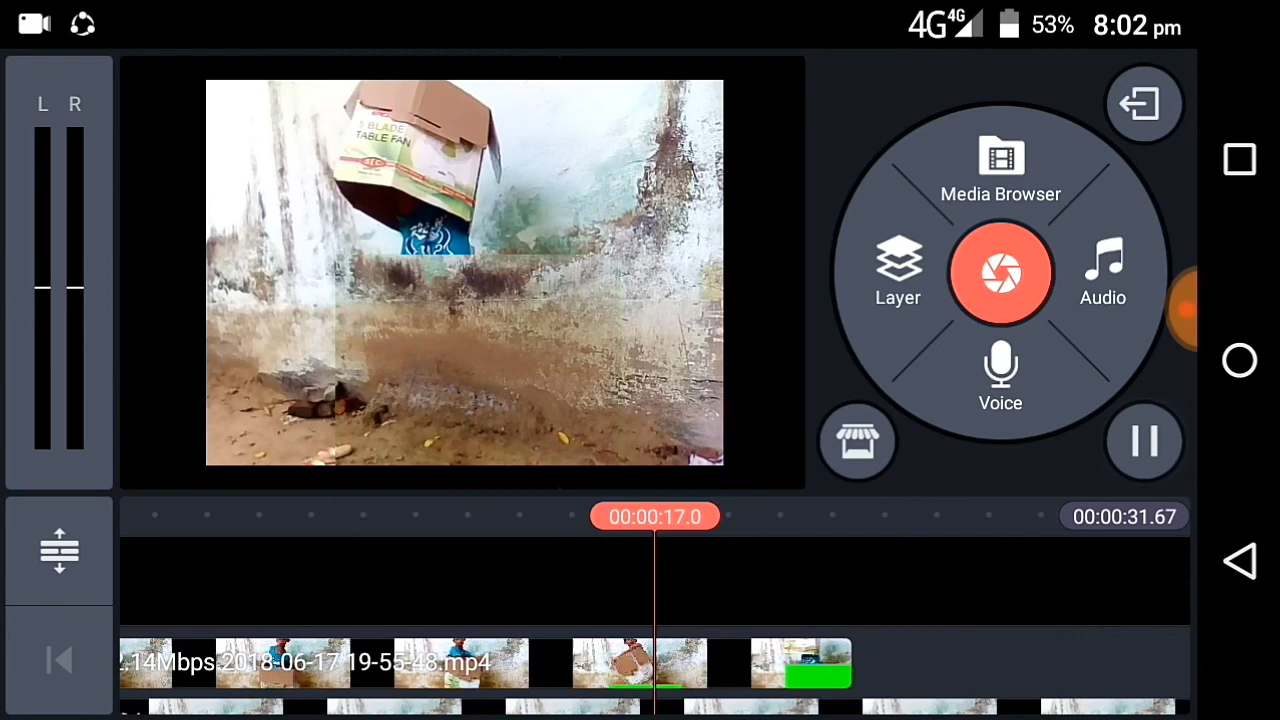 4G 4G 53% 8:02 pm
L R
5 BLADE
TABLE FAN
Media Browser
Layer
Audio
Voice
00:00:17.0
00:00:31.67
.14Mbps.2018-06-17 19-55-48.mp4